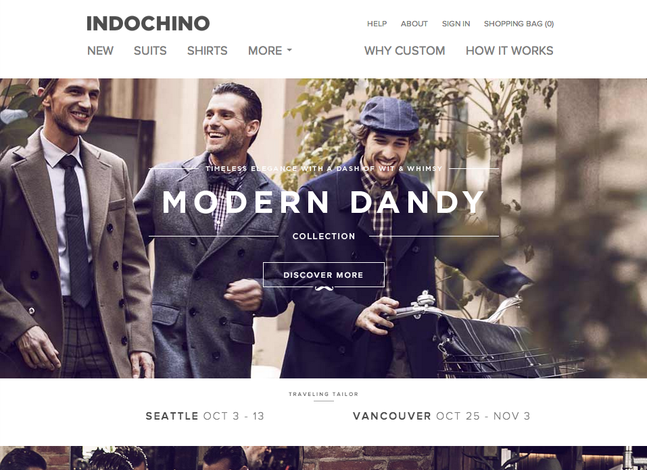 INDOCHINO
HELP ABOUT SIGN IN SHOPPING BAG (0)
NEW SUITS SHIRTS MORE WHY CUSTOM HOW IT WORKS
TIMELESS ELEGANCE WITH A DASH OF WIT & WHIMSY
MODERN DANDY
COLLECTION
DISCOVER MORE
TRAVELING TAILOR
SEATTLE OCT 3 - 13 VANCOUVER OCT 25 - NOV 3